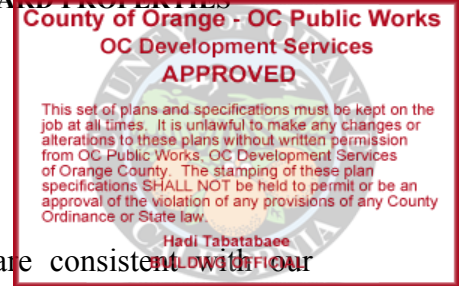 ARD PROPERTIES
County of Orange - OC Public Works
OC Development Services
APPROVED
This set of plans and specifications must be kept on the
job at all times. It is unlawful to make any changes or
alterations to these plans without written permission
from OC Public Works, OC Development Services
of Orange County. The stamping of these plan
specifications SHALL NOT be held to permit or be an
approval of the violation of any provisions of any County
Ordinance or State law.
Hadi Tabatabaee
BUILDING OFFICIAL
are consistent with our